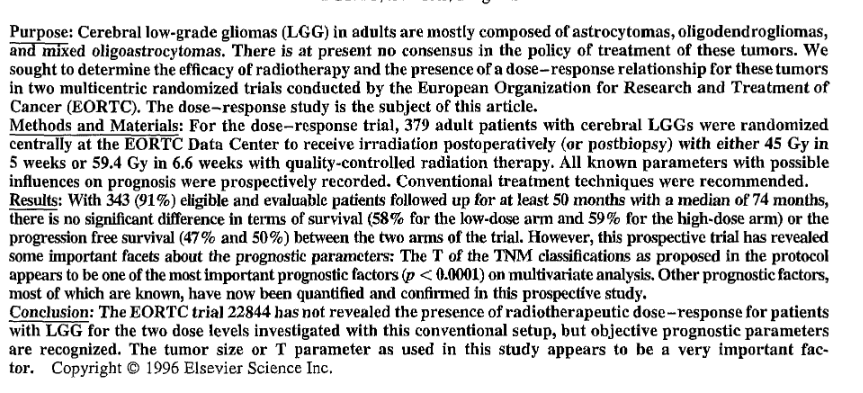 Purpose: Cerebral low-grade gliomas (LGG) in adults are mostly composed of astrocytomas, oligodendrogliomas,
and mixed oligoastrocytomas. There is at present no consensus in the policy of treatment of these tumors. We
sought to determine the efficacy of radiotherapy and the presence of a dose–response relationship for these tumors
in two multicentric randomized trials conducted by the European Organization for Research and Treatment of
Cancer (EORTC). The dose–response study is the subject of this article.
Methods and Materials: For the dose–response trial, 379 adult patients with cerebral LGGs were randomized
centrally at the EORTC Data Center to receive irradiation postoperatively (or postbiopsy) with either 45 Gy in
5 weeks or 59.4 Gy in 6.6 weeks with quality-controlled radiation therapy. All known parameters with possible
influences on prognosis were prospectively recorded. Conventional treatment techniques were recommended.
Results: With 343 (91%) eligible and evaluable patients followed up for at least 50 months with a median of 74 months,
there is no significant difference in terms of survival (58% for the low-dose arm and 59% for the high-dose arm) or the
progression free survival (47% and 50%) between the two arms of the trial. However, this prospective trial has revealed
some important facets about the prognostic parameters: The T of the TNM classifications as proposed in the protocol
appears to be one of the most important prognostic factors (p < 0.0001) on multivariate analysis. Other prognostic factors,
most of which are known, have now been quantified and confirmed in this prospective study.
Conclusion: The EORTC trial 22844 has not revealed the presence of radiotherapeutic dose–response for patients
with LGG for the two dose levels investigated with this conventional setup, but objective prognostic parameters
are recognized. The tumor size or T parameter as used in this study appears to be a very important fac-
tor. Copyright © 1996 Elsevier Science Inc.